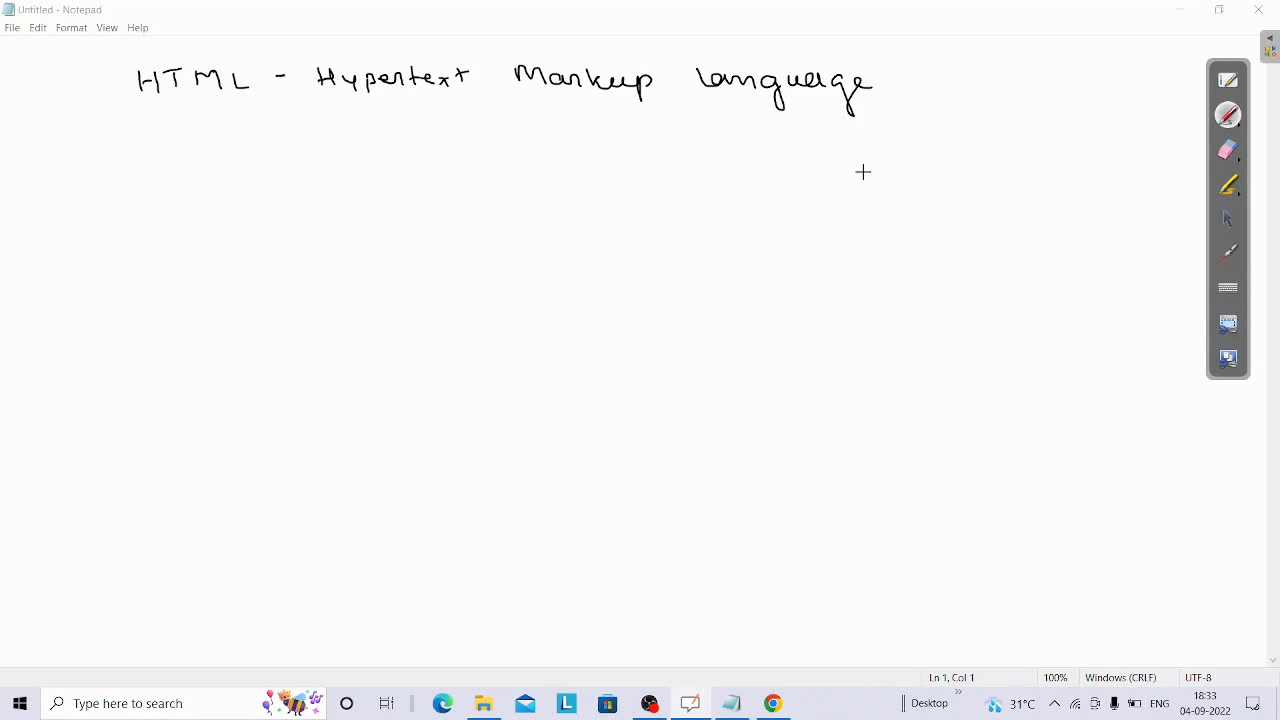 Untitled - Notepad
File Edit Format View Help
HTML - Hypertext Markup Language
Ln 1, Col 1 100% Windows (CRLF) UTF-8
Type here to search
L
Desktop
31°C
ENG
18:33
04-09-2022